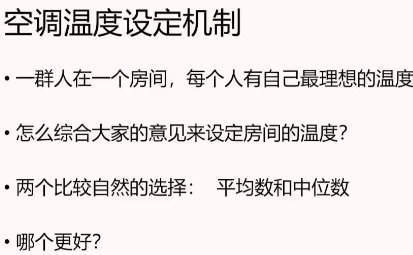 空调温度设定机制
• 一群人在一个房间，每个人有自己最理想的温度
• 怎么综合大家的意见来设定房间的温度？
• 两个比较自然的选择： 平均数和中位数
• 哪个更好？